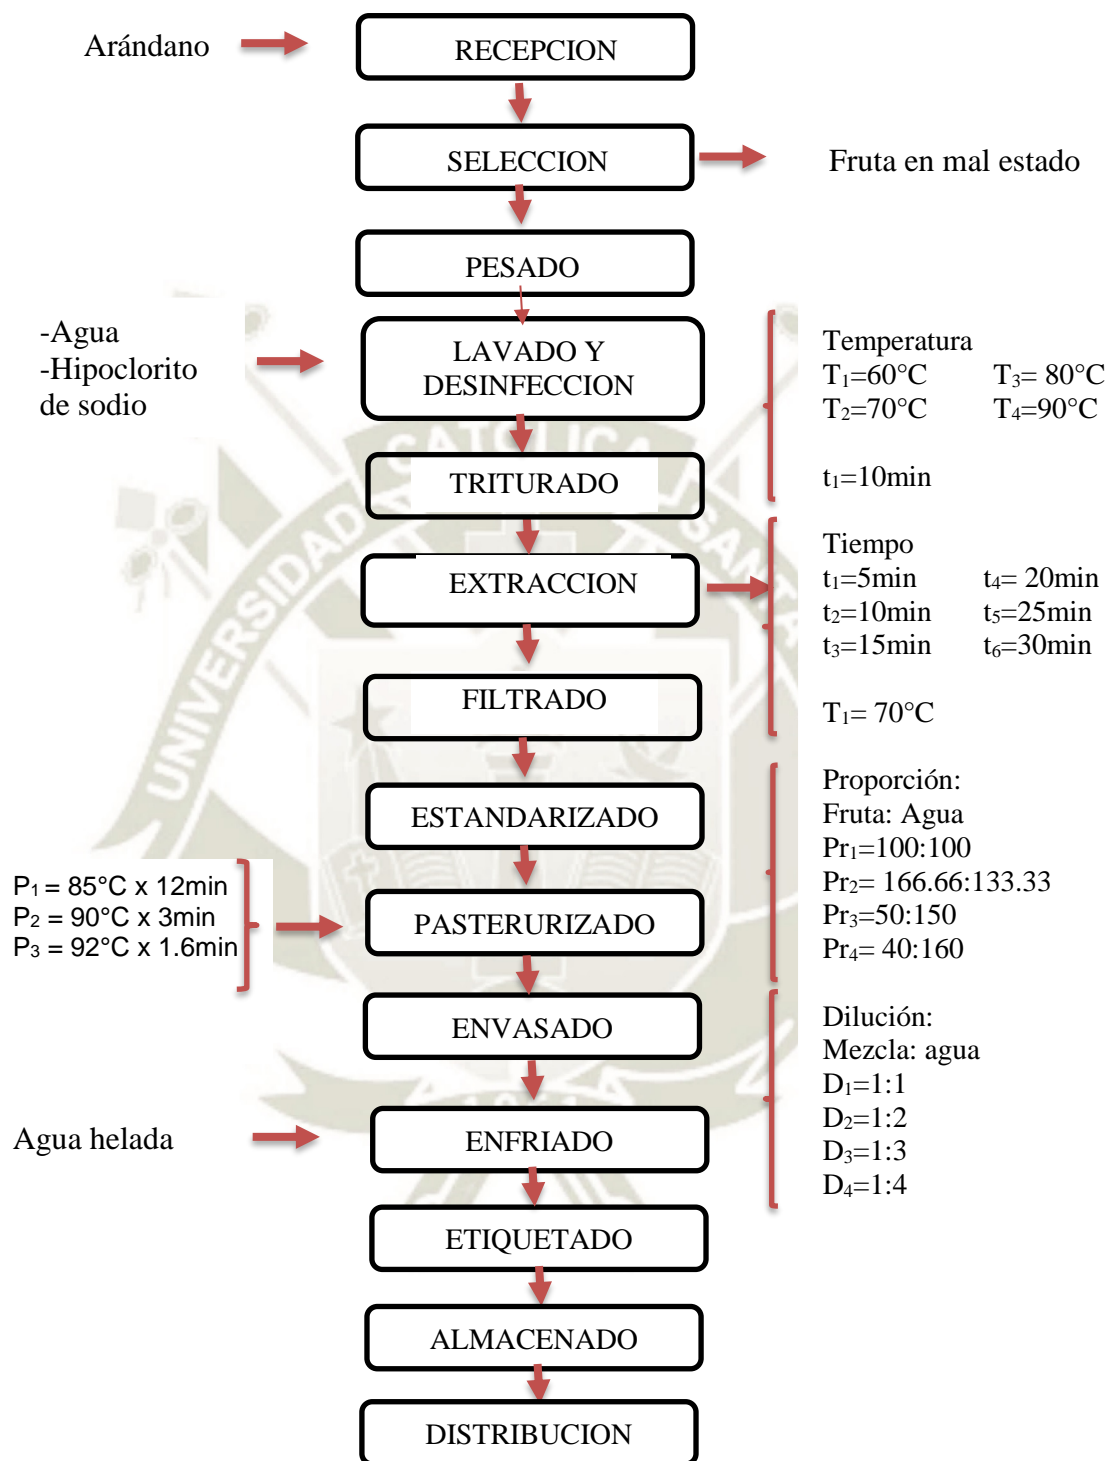 Arándano
RECEPCION
SELECCION
Fruta en mal estado
PESADO
-Agua
-Hipoclorito
de sodio
LAVADO Y
DESINFECCION
TRITURADO
Temperatura
T₁=60°C T₃= 80°C
T₂=70°C T₄=90°C
t₁=10min
EXTRACCION
Tiempo
t₁=5min t₄= 20min
t₂=10min t₅=25min
t₃=15min t₆=30min
T₁= 70°C
FILTRADO
ESTANDARIZADO
Proporción:
Fruta: Agua
Pr₁=100:100
Pr₂= 166.66:133.33
Pr₃=50:150
Pr₄= 40:160
P₁ = 85°C x 12min
P₂ = 90°C x 3min
P₃ = 92°C x 1.6min
PASTERURIZADO
ENVASADO
Dilución:
Mezcla: agua
D₁=1:1
D₂=1:2
D₃=1:3
D₄=1:4
Agua helada
ENFRIADO
ETIQUETADO
ALMACENADO
DISTRIBUCION
UNIVERSIDAD CATOLICA SANTA